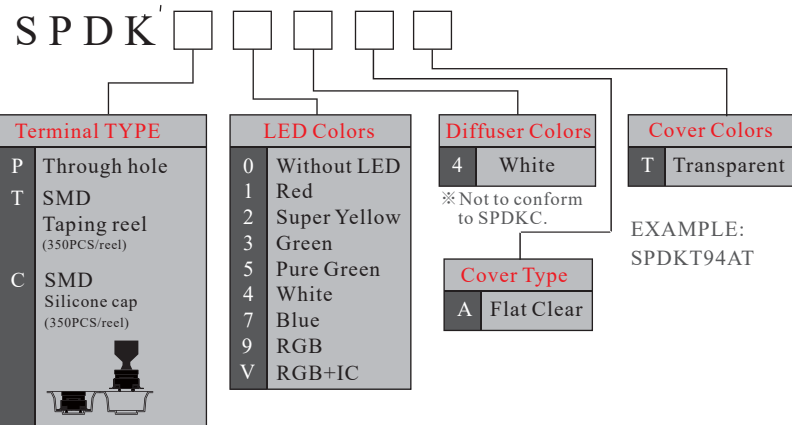 SPDK'
Terminal TYPE
P Through hole
T SMD
Taping reel
(350PCS/reel)
C SMD
Silicone cap
(350PCS/reel)
LED Colors
0 Without LED
1 Red
2 Super Yellow
3 Green
5 Pure Green
4 White
7 Blue
9 RGB
V RGB+IC
Diffuser Colors
4 White
※Not to conform
to SPDKC.
Cover Type
A Flat Clear
Cover Colors
T Transparent
EXAMPLE:
SPDKT94AT